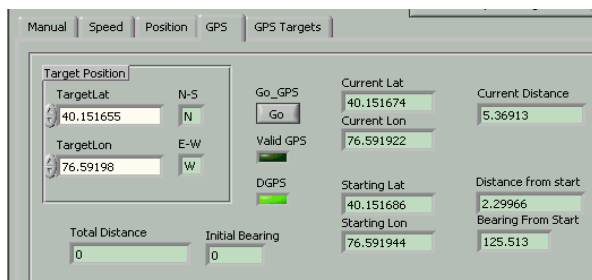 Manual Speed Position GPS GPS Targets
Target Position
TargetLat N-S
40.151655 N
TargetLon E-W
76.59198 W
Go_GPS
Go
Valid GPS
DGPS
Current Lat
40.151674
Current Lon
76.591922
Current Distance
5.36913
Starting Lat
40.151686
Starting Lon
76.591944
Distance from start
2.29966
Bearing From Start
125.513
Total Distance
0
Initial Bearing
0